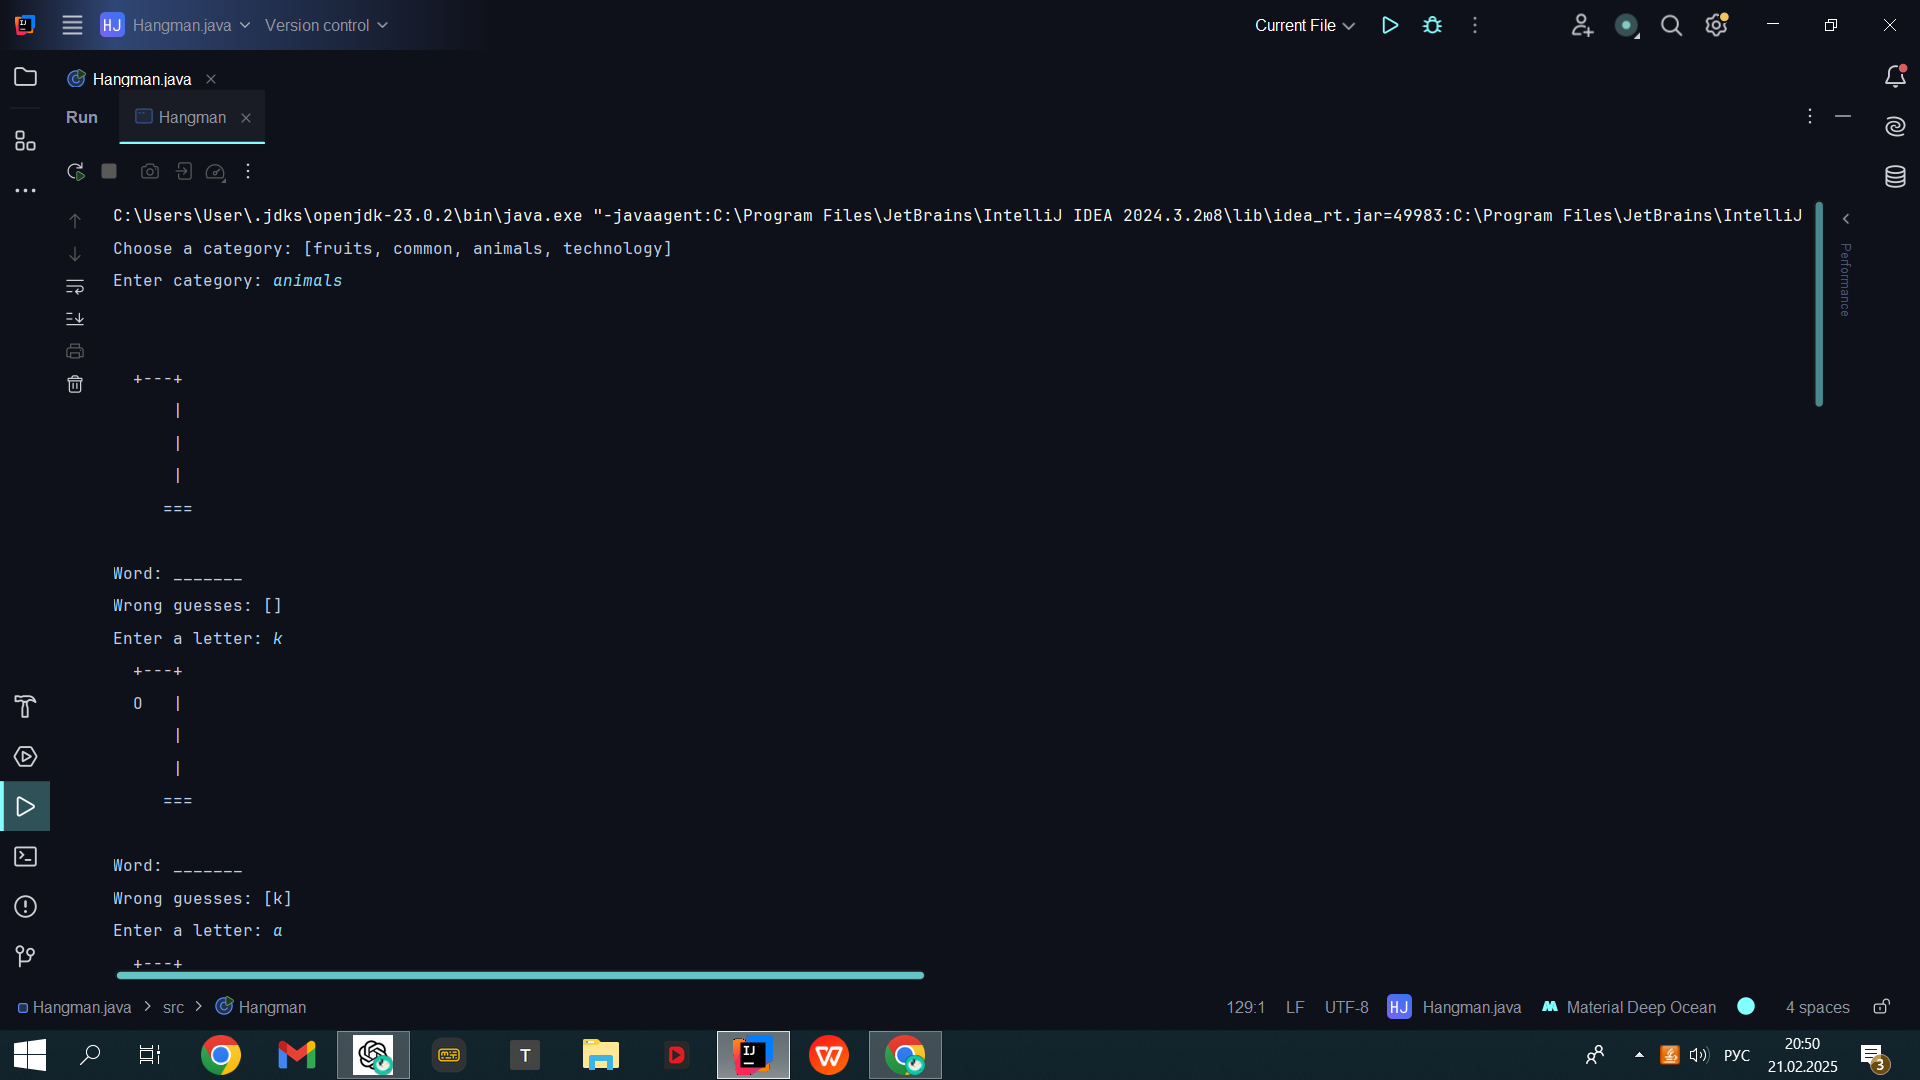 HJ Hangman.java Version control Current File
Hangman.java
Run Hangman
C:\Users\User\.jdks\openjdk-23.0.2\bin\java.exe "-javaagent:C:\Program Files\JetBrains\IntelliJ IDEA 2024.3.2ю8\lib\idea_rt.jar=49983:C:\Program Files\JetBrains\IntelliJ
Performance
Choose a category: [fruits, common, animals, technology]
Enter category: animals
+---+
|
|
|
===
Word: _______
Wrong guesses: []
Enter a letter: k
+---+
O |
|
|
===
Word: _______
Wrong guesses: [k]
Enter a letter: a
+---+
Hangman.java src Hangman 129:1 LF UTF-8 HJ Hangman.java Material Deep Ocean 4 spaces
T IJ РУС 20:50
21.02.2025
3